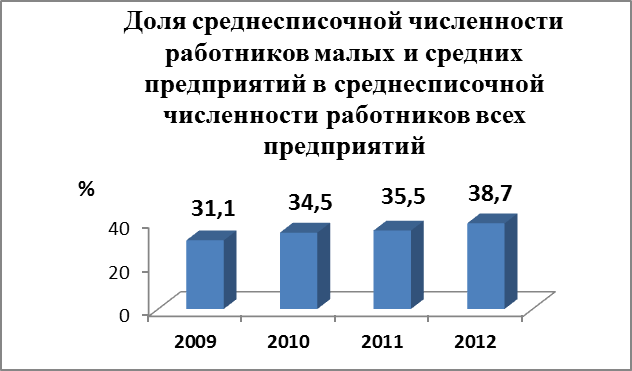 Доля среднесписочной численности
работников малых и средних
предприятий в среднесписочной
численности работников всех
предприятий
%
31,1 34,5 35,5 38,7
40
20
0
2009 2010 2011 2012